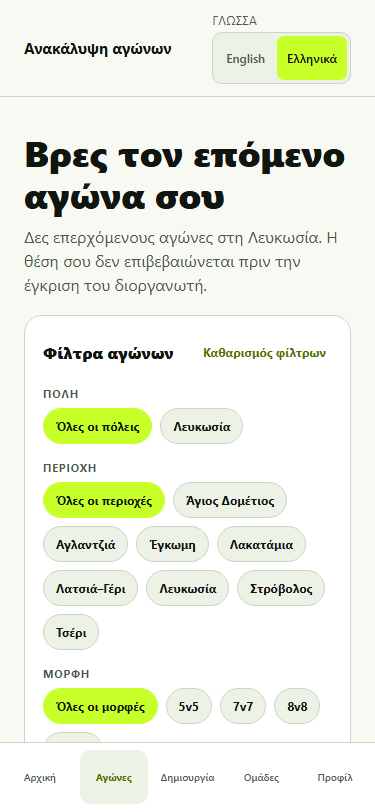 ΓΛΩΣΣΑ
Ανακάλυψη αγώνων
English Ελληνικά
Βρες τον επόμενο
αγώνα σου
Δες επερχόμενους αγώνες στη Λευκωσία. Η
θέση σου δεν επιβεβαιώνεται πριν την
έγκριση του διοργανωτή.
Φίλτρα αγώνων Καθαρισμός φίλτρων
ΠΟΛΗ
Όλες οι πόλεις Λευκωσία
ΠΕΡΙΟΧΗ
Όλες οι περιοχές Άγιος Δομέτιος
Αγλαντζιά Έγκωμη Λακατάμια
Λατσιά–Γέρι Λευκωσία Στρόβολος
Τσέρι
ΜΟΡΦΗ
Όλες οι μορφές 5v5 7v7 8v8
Αρχική Αγώνες Δημιουργία Ομάδες Προφίλ